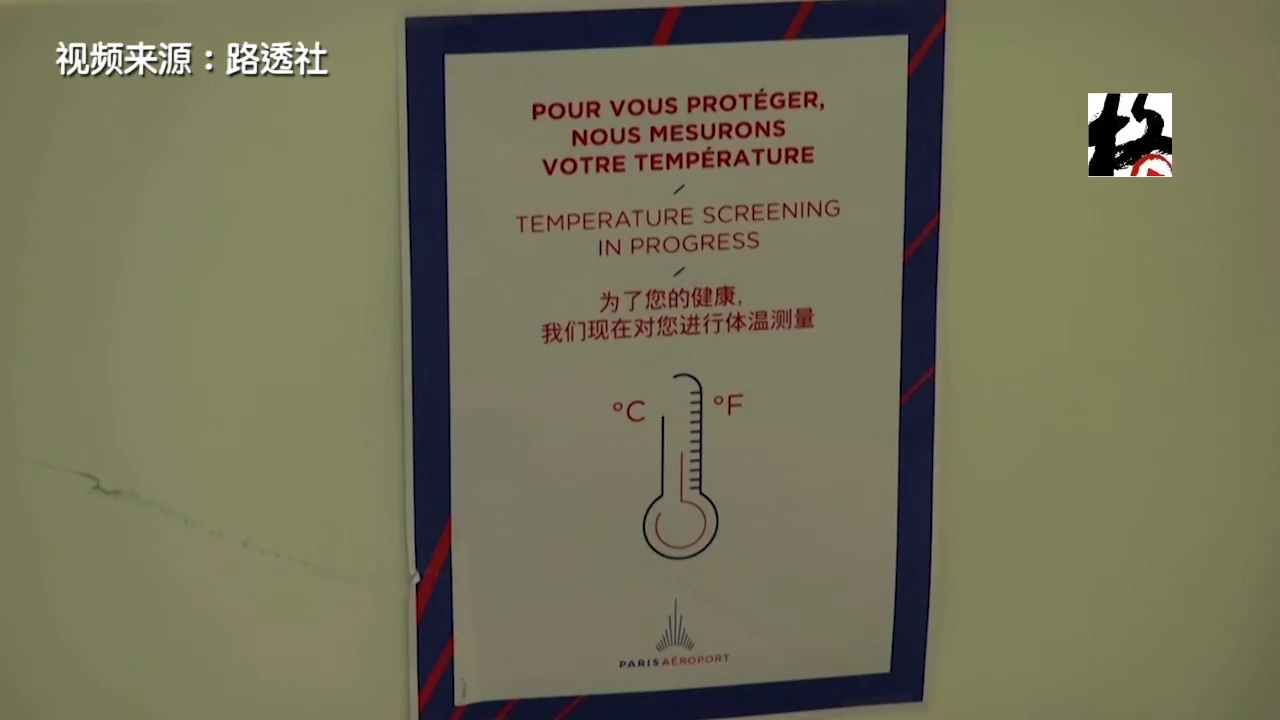 视频来源：路透社
POUR VOUS PROTÉGER,
NOUS MESURONS
VOTRE TEMPÉRATURE
TEMPERATURE SCREENING
IN PROGRESS
为了您的健康,
我们现在对您进行体温测量
°C
°F
PARIS AÉROPORT